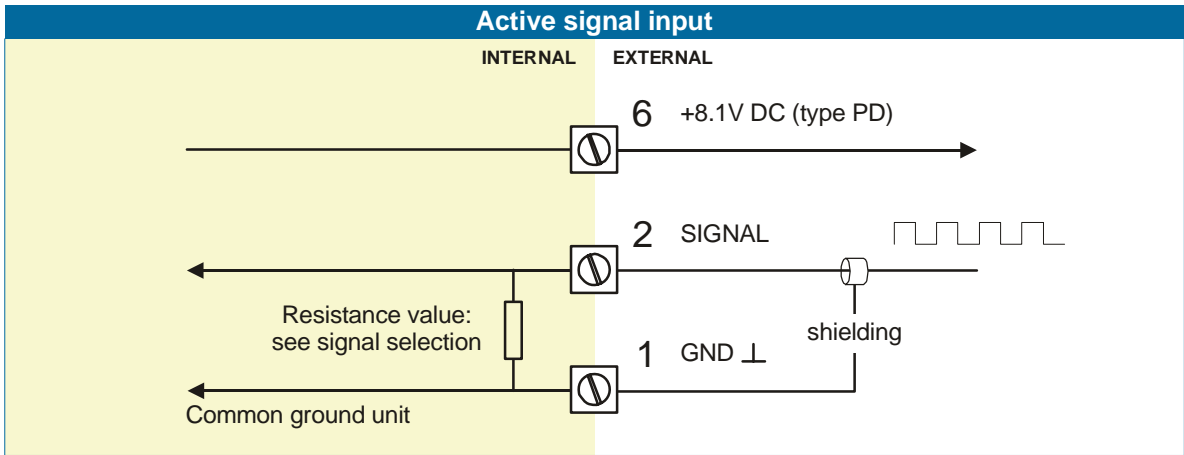 Active signal input
INTERNAL EXTERNAL
6 +8.1V DC (type PD)
2 SIGNAL
Resistance value:
see signal selection
shielding
1 GND ⊥
Common ground unit